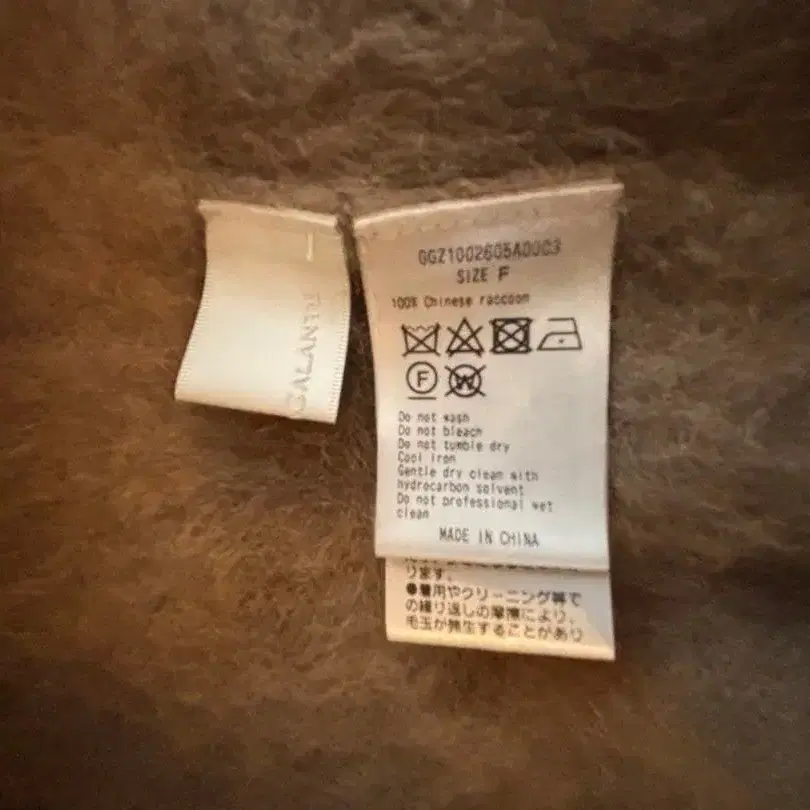 GGZ1002605A0003
SIZE F
100% Chinese raccoon
F
W
Do not wash
Do not bleach
Do not tumble dry
Cool iron
Gentle dry clean with
hydrocarbon solvent
Do not professional wet
clean
MADE IN CHINA
ります。
●着用やクリーニング等で
の繰り返しの摩擦により、
毛玉が発生することがあり